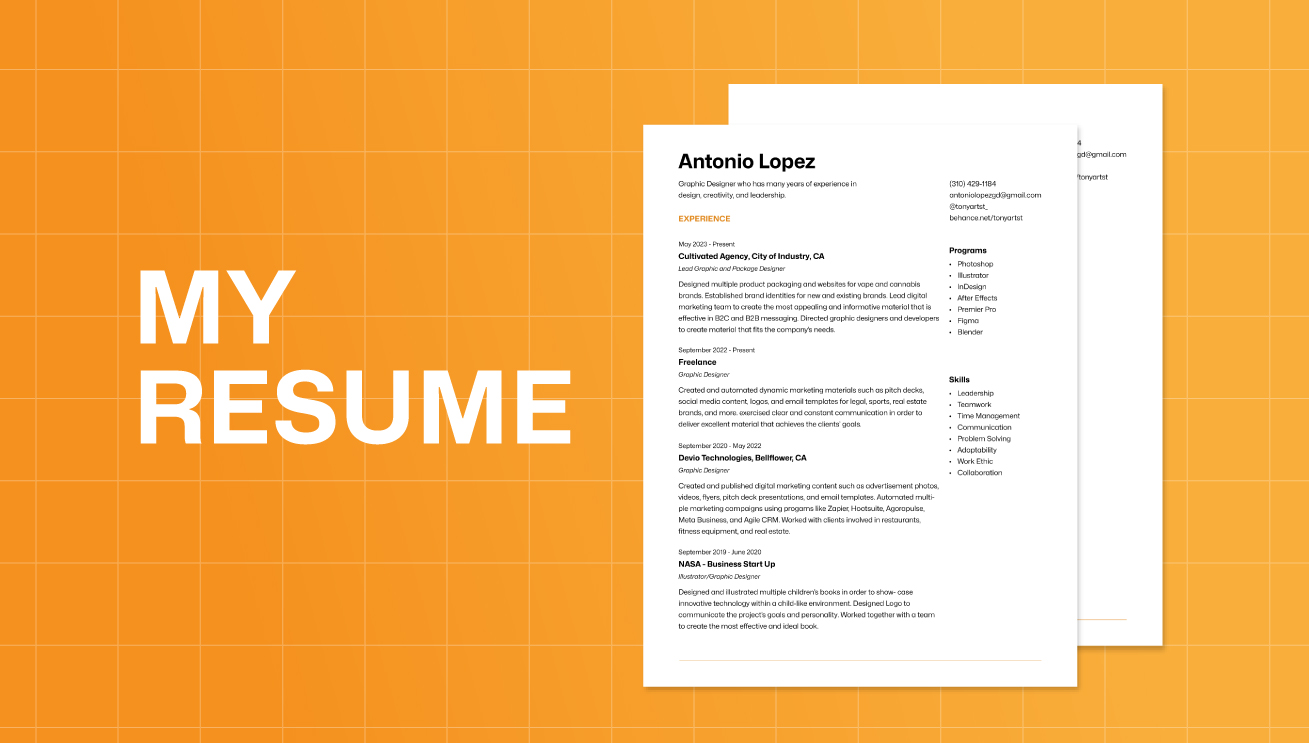 MY
RESUME
Antonio Lopez
Graphic Designer who has many years of experience in
design, creativity, and leadership.
EXPERIENCE
May 2023 - Present
Cultivated Agency, City of Industry, CA
Lead Graphic and Package Designer
Designed multiple product packaging and websites for vape and cannabis
brands. Established brand identities for new and existing brands. Lead digital
marketing team to create the most appealing and informative material that is
effective in B2C and B2B messaging. Directed graphic designers and developers
to create material that fits the company's needs.
September 2022 - Present
Freelance
Graphic Designer
Created and automated dynamic marketing materials such as pitch decks,
social media content, logos, and email templates for legal, sports, real estate
brands, and more. exercised clear and constant communication in order to
deliver excellent material that achieves the clients' goals.
September 2020 - May 2022
Devio Technologies, Bellflower, CA
Graphic Designer
Created and published digital marketing content such as advertisement photos,
videos, flyers, pitch deck presentations, and email templates. Automated multi-
ple marketing campaigns using progams like Zapier, Hootsuite, Agorapulse,
Meta Business, and Agile CRM. Worked with clients involved in restaurants,
fitness equipment, and real estate.
September 2019 - June 2020
NASA - Business Start Up
Illustrator/Graphic Designer
Designed and illustrated multiple children's books in order to show- case
innovative technology within a child-like environment. Designed Logo to
communicate the project's goals and personality. Worked together with a team
to create the most effective and ideal book.
(310) 429-1184
antoniolopezgd@gmail.com
@tonyartst_
behance.net/tonyartst
Programs
• Photoshop
• Illustrator
• InDesign
• After Effects
• Premier Pro
• Figma
• Blender
Skills
• Leadership
• Teamwork
• Time Management
• Communication
• Problem Solving
• Adaptability
• Work Ethic
• Collaboration
4
gd@gmail.com
/tonyartst